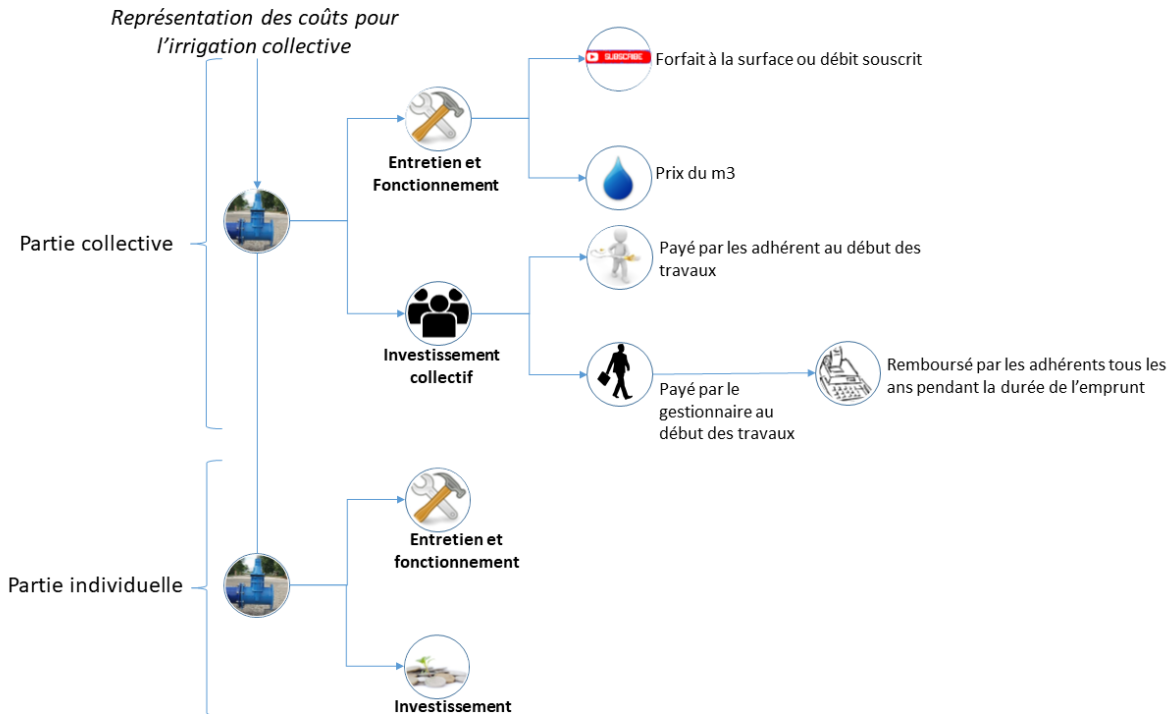 Représentation des coûts pour
l’irrigation collective
SUBSCRIBE
Forfait à la surface ou débit souscrit
Entretien et
Fonctionnement
Prix du m3
Partie collective
Payé par les adhérent au début des
travaux
Investissement
collectif
Payé par le
gestionnaire au
début des travaux
Remboursé par les adhérents tous les
ans pendant la durée de l’emprunt
Partie individuelle
Entretien et
fonctionnement
Investissement